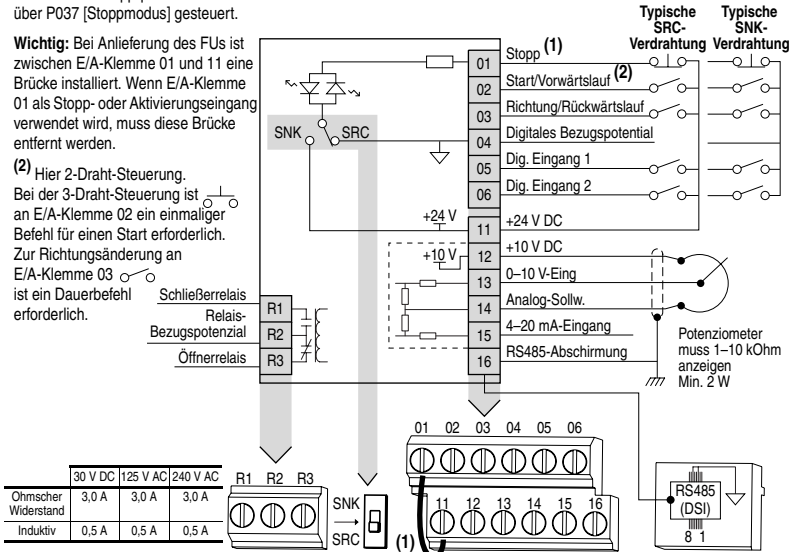 über P037 [Stoppmodus] gesteuert.
Wichtig: Bei Anlieferung des FUs ist
zwischen E/A-Klemme 01 und 11 eine
Brücke installiert. Wenn E/A-Klemme
01 als Stopp- oder Aktivierungseingang
verwendet wird, muss diese Brücke
entfernt werden.
(2) Hier 2-Draht-Steuerung.
Bei der 3-Draht-Steuerung ist
an E/A-Klemme 02 ein einmaliger
Befehl für einen Start erforderlich.
Zur Richtungsänderung an
E/A-Klemme 03
ist ein Dauerbefehl
erforderlich.
Schließerrelais
Relais-
Bezugspotenzial
Öffnerrelais
R1
R2
R3
SNK
SRC
+24 V
+10 V
Typische
SRC-
Verdrahtung
Typische
SNK-
Verdrahtung
01 Stopp (1)
02 Start/Vorwärtslauf (2)
03 Richtung/Rückwärtslauf
04 Digitales Bezugspotential
05 Dig. Eingang 1
06 Dig. Eingang 2
11 +24 V DC
12 +10 V DC
13 0–10 V-Eing
14 Analog-Sollw.
15 4–20 mA-Eingang
16 RS485-Abschirmung
Potenziometer
muss 1–10 kOhm
anzeigen
Min. 2 W
30 V DC 125 V AC 240 V AC
Ohmscher Widerstand 3,0 A 3,0 A 3,0 A
Induktiv 0,5 A 0,5 A 0,5 A
R1 R2 R3
SNK
SRC
(1)
01 02 03 04 05 06
11 12 13 14 15 16
RS485
(DSI)
8 1